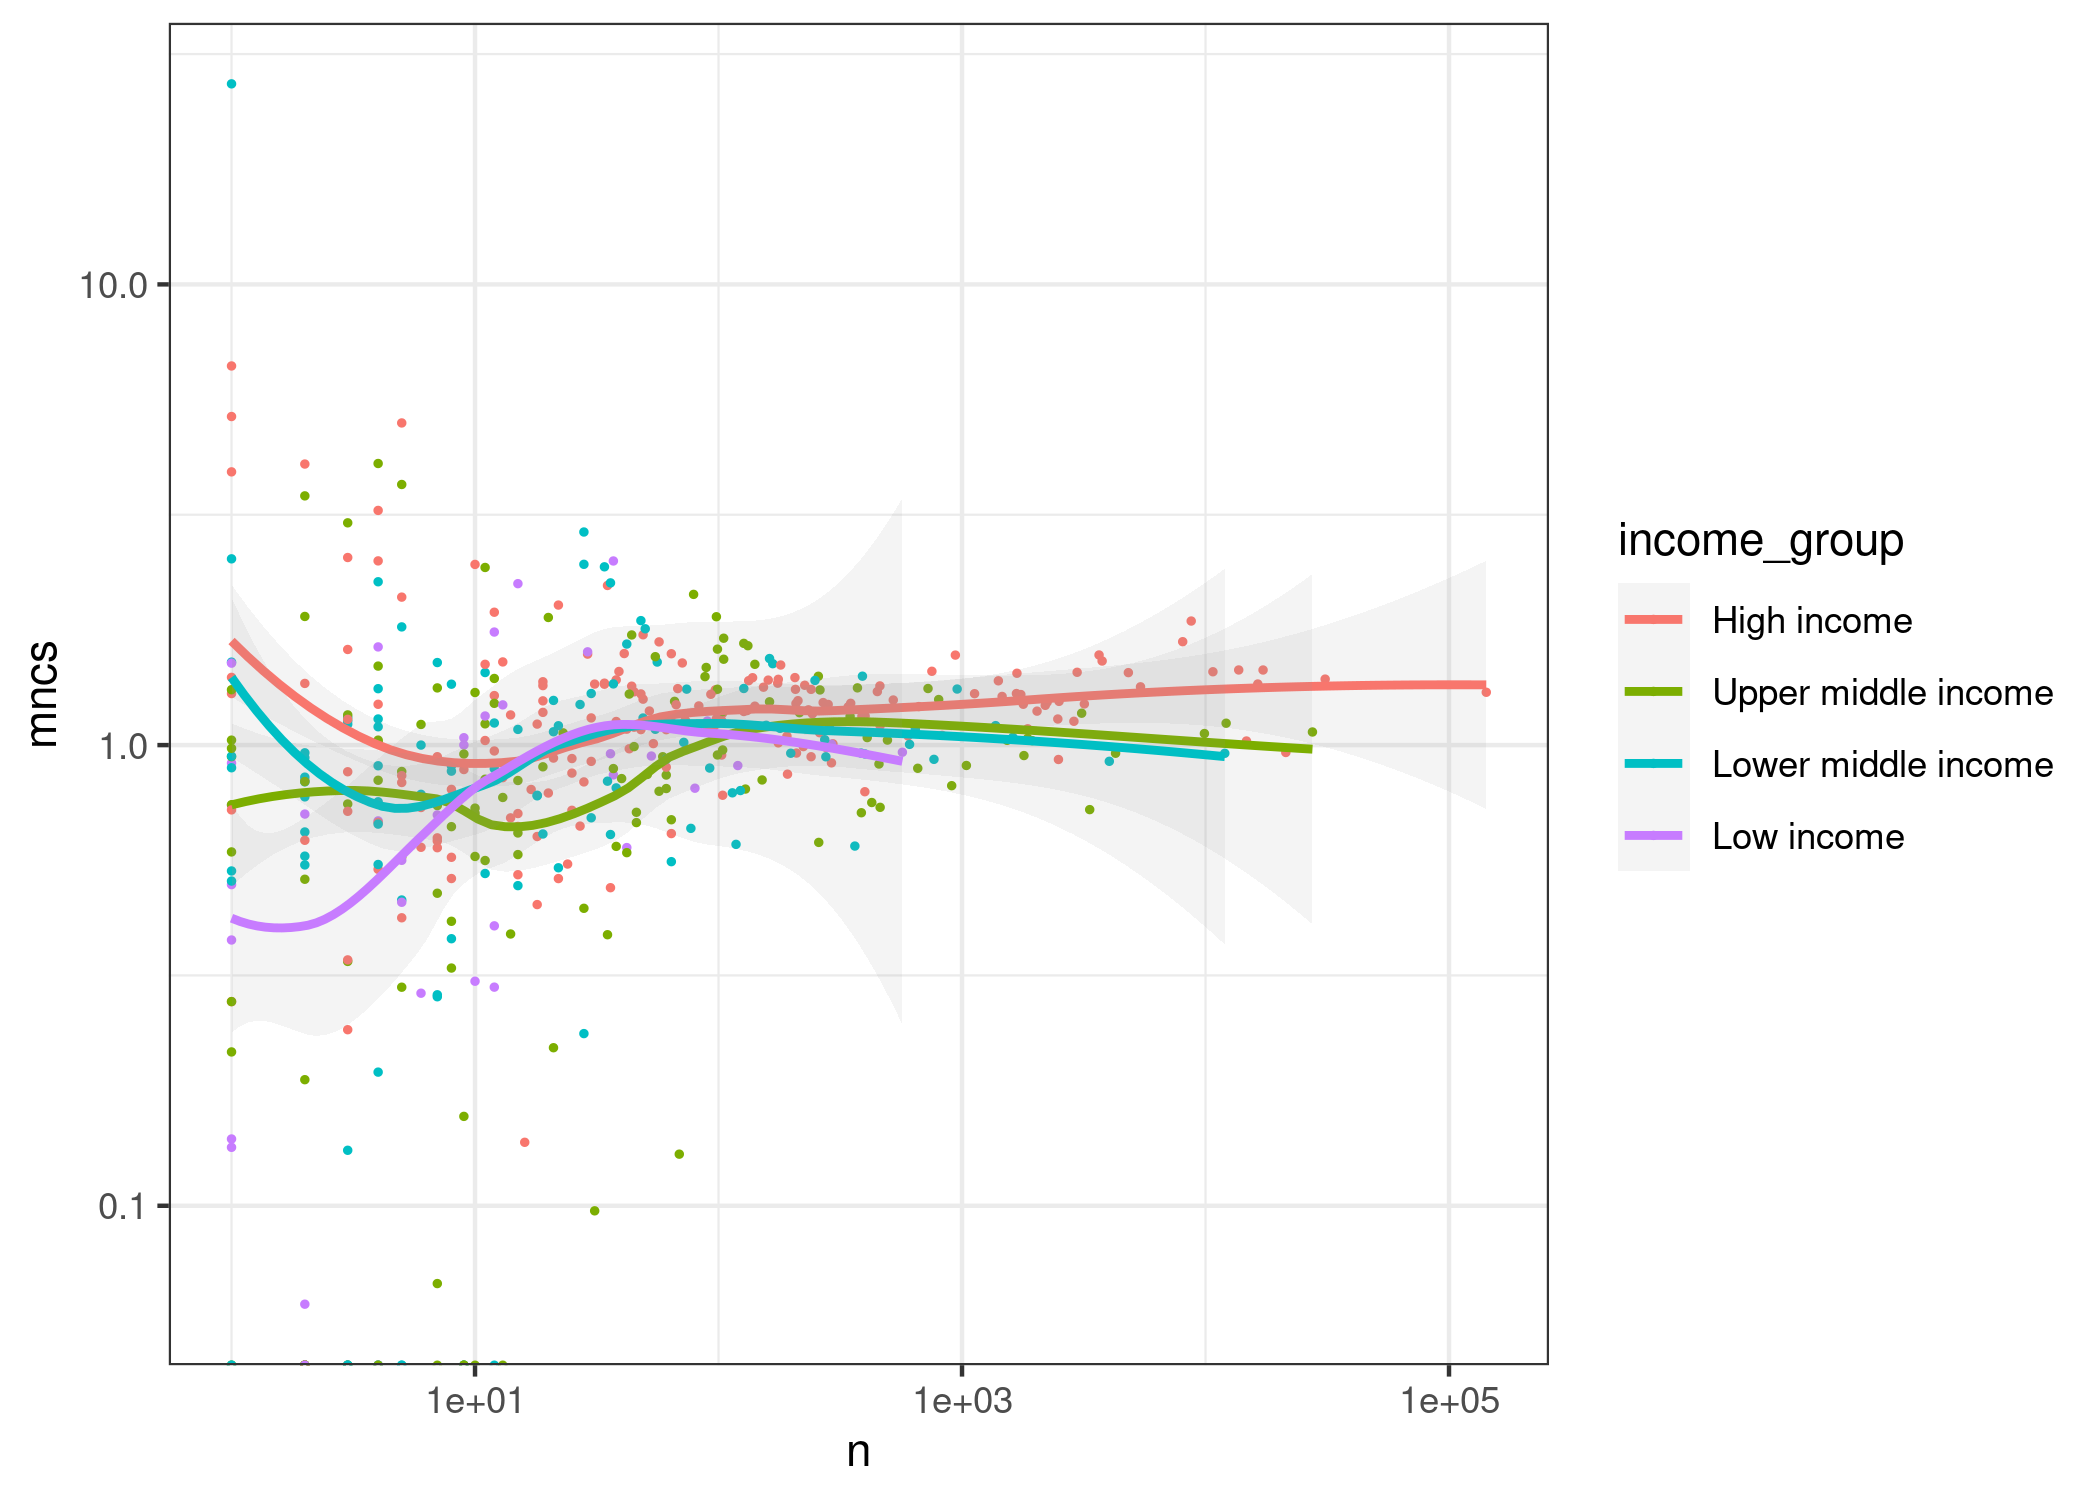 10.0
1.0
0.1
mncs
1e+01
1e+03
1e+05
n
income_group
High income
Upper middle income
Lower middle income
Low income